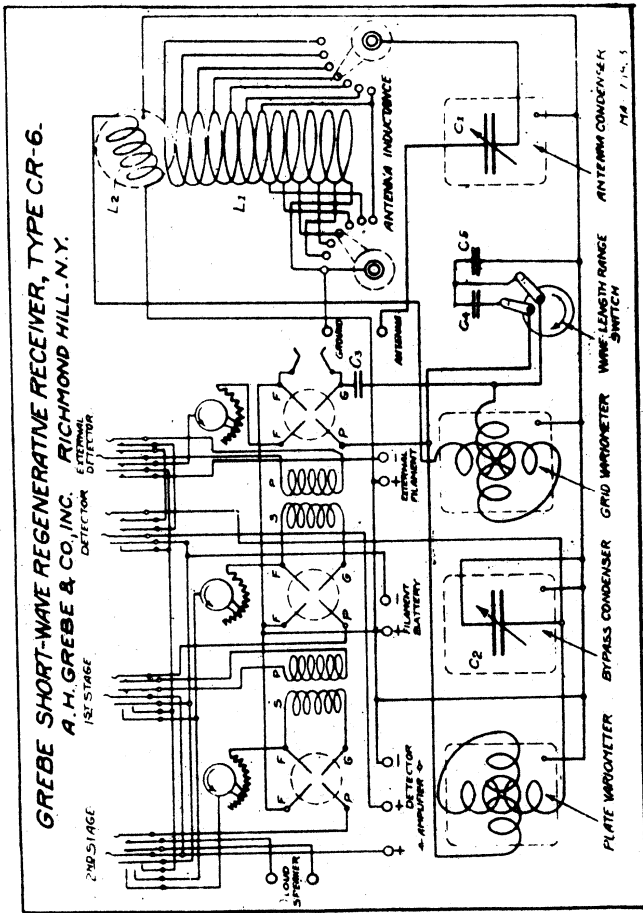 GREBE SHORT-WAVE REGENERATIVE RECEIVER, TYPE CR-6.
A.H. GREBE & CO., INC. RICHMOND HILL. N.Y.
2ND STAGE
1ST STAGE
DETECTOR
EXTERNAL
DETECTOR
L2
L1
ANTENNA INDUCTANCE
F
F
P
G
S
P
F
F
P
G
S
P
F
F
P
G
C3
GROUND
ANTENNA
LOUD
SPEAKER
+
+
-
DETECTOR
AMPLIFIER
+
-
FILAMENT
BATTERY
+
-
EXTERNAL
FILAMENT
C2
C4
C5
C1
PLATE VARIOMETER
BYPASS CONDENSER
GRID VARIOMETER
WAVE-LENGTH RANGE
SWITCH
ANTENNA CONDENSER